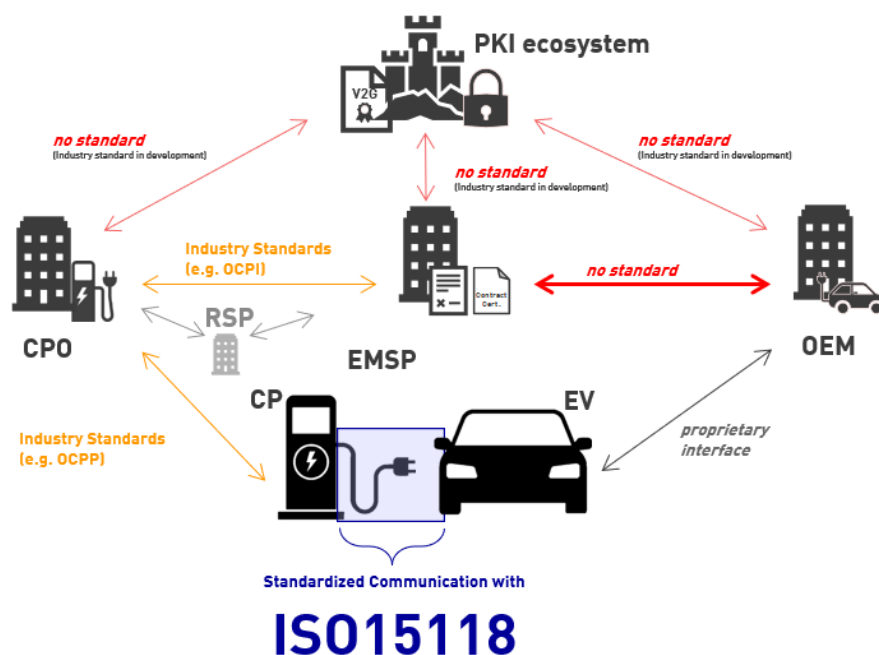 PKI ecosystem
V2G
no standard
(Industry standard in development)
no standard
(Industry standard in development)
no standard
(Industry standard in development)
Industry Standards
(e.g. OCPI)
no standard
Contract
Cert.
RSP
CPO
EMSP
OEM
CP
EV
Industry Standards
(e.g. OCPP)
proprietary
interface
Standardized Communication with
ISO15118